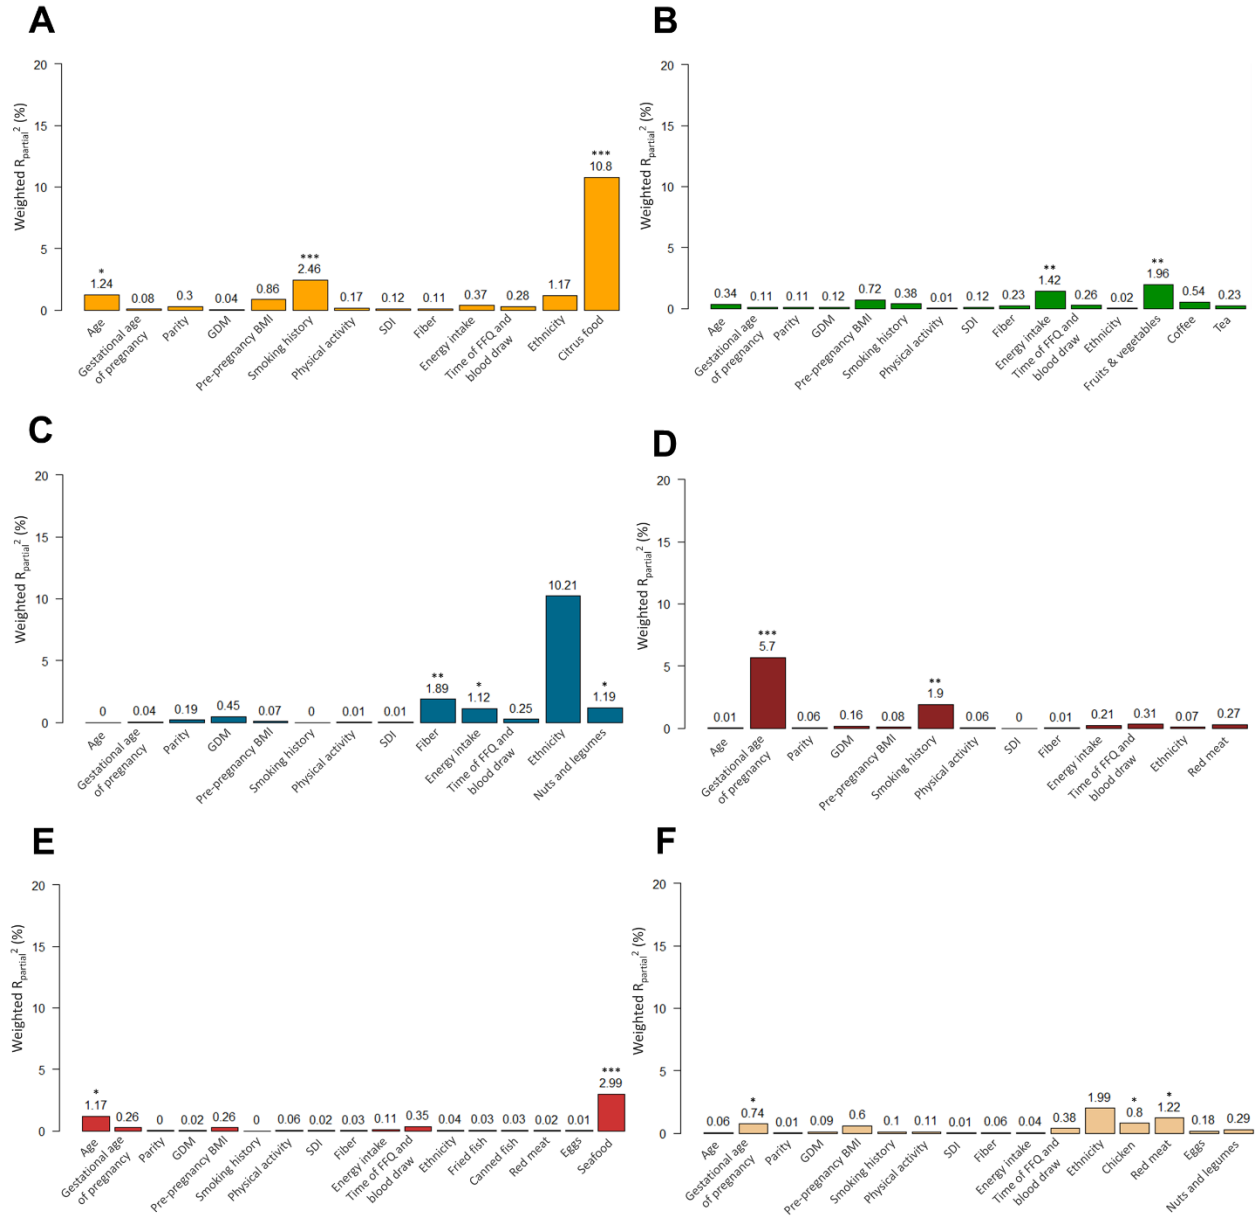 A
Weighted Rpartial2 (%)
20
15
10
5
0
*
1.24
0.08
0.3
0.04
0.86
***
2.46
0.17
0.12
0.11
0.37
0.28
1.17
***
10.8
Age
Gestational age
of pregnancy
Parity
GDM
Pre-pregnancy BMI
Smoking history
Physical activity
SDI
Fiber
Energy intake
Time of FFQ and
blood draw
Ethnicity
Citrus food
B
Weighted Rpartial2 (%)
20
15
10
5
0
0.34
0.11
0.11
0.12
0.72
0.38
0.01
0.12
0.23
**
1.42
0.26
0.02
**
1.96
0.54
0.23
Age
Gestational age
of pregnancy
Parity
GDM
Pre-pregnancy BMI
Smoking history
Physical activity
SDI
Fiber
Energy intake
Time of FFQ and
blood draw
Ethnicity
Fruits & vegetables
Coffee
Tea
C
Weighted Rpartial2 (%)
20
15
10
5
0
0
0.04
0.19
0.45
0.07
0
0.01
0.01
**
1.89
*
1.12
0.25
10.21
*
1.19
Age
Gestational age
of pregnancy
Parity
GDM
Pre-pregnancy BMI
Smoking history
Physical activity
SDI
Fiber
Energy intake
Time of FFQ and
blood draw
Ethnicity
Nuts and legumes
D
Weighted Rpartial2 (%)
20
15
10
5
0
0.01
***
5.7
0.06
0.16
0.08
**
1.9
0.06
0
0.01
0.21
0.31
0.07
0.27
Age
Gestational age
of pregnancy
Parity
GDM
Pre-pregnancy BMI
Smoking history
Physical activity
SDI
Fiber
Energy intake
Time of FFQ and
blood draw
Ethnicity
Red meat
E
Weighted Rpartial2 (%)
20
15
10
5
0
*
1.17
0.26
0
0.02
0.26
0
0.06
0.02
0.03
0.11
0.35
0.04
0.03
0.03
0.02
0.01
***
2.99
Age
Gestational age
of pregnancy
Parity
GDM
Pre-pregnancy BMI
Smoking history
Physical activity
SDI
Fiber
Energy intake
Time of FFQ and
blood draw
Ethnicity
Fried fish
Canned fish
Red meat
Eggs
Seafood
F
Weighted Rpartial2 (%)
20
15
10
5
0
0.06
*
0.74
0.01
0.09
0.6
0.1
0.11
0.01
0.06
0.04
0.38
1.99
*
0.8
*
1.22
0.18
0.29
Age
Gestational age
of pregnancy
Parity
GDM
Pre-pregnancy BMI
Smoking history
Physical activity
SDI
Fiber
Energy intake
Time of FFQ and
blood draw
Ethnicity
Chicken
Red meat
Eggs
Nuts and legumes